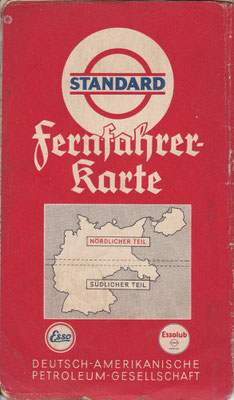 STANDARD
Fernfahrer-
Karte
NÖRDLICHER TEIL
SÜDLICHER TEIL
Esso
Essolub
DEUTSCH-AMERIKANISCHE
PETROLEUM-GESELLSCHAFT